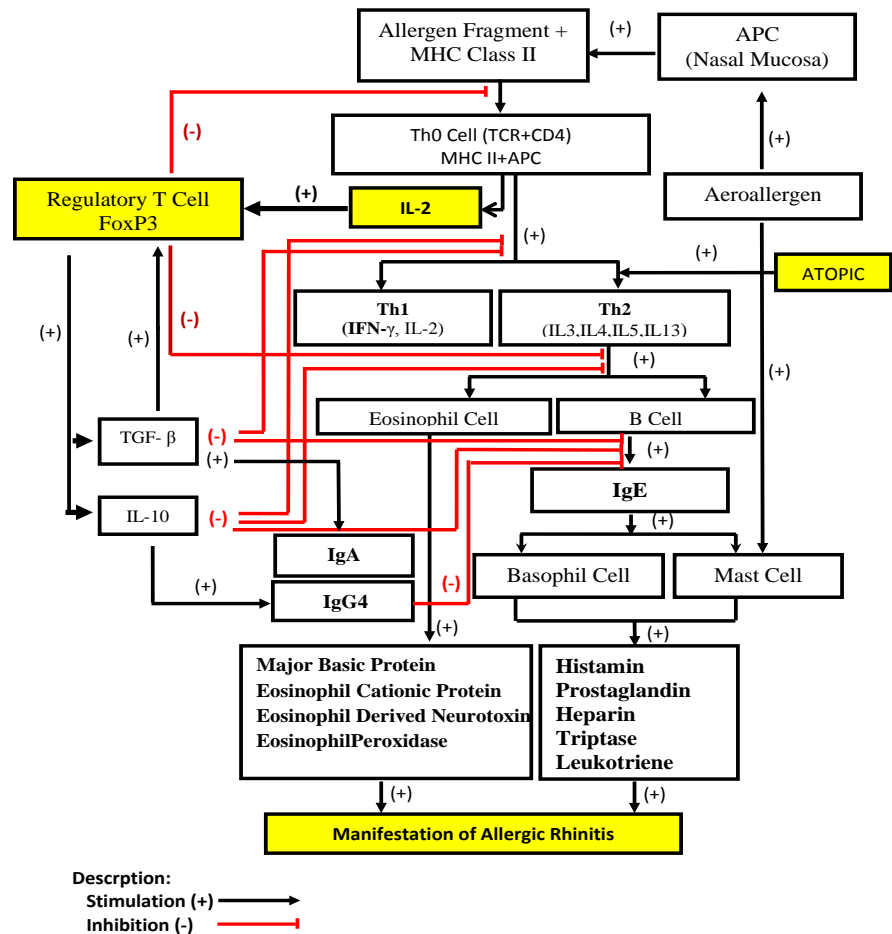 Allergen Fragment +
MHC Class II
(+)
APC
(Nasal Mucosa)
(-)
Th0 Cell (TCR+CD4)
MHC II+APC
(+)
Regulatory T Cell
FoxP3
(+)
IL-2
Aeroallergen
(+)
(+)
ATOPIC
Th1
(IFN-γ, IL-2)
Th2
(IL3,IL4,IL5,IL13)
(+)
(-)
(+)
(+)
Eosinophil Cell
B Cell
TGF- β
(-)
(+)
(+)
IgE
IL-10
(-)
(+)
IgA
Basophil Cell
Mast Cell
(+)
IgG4
(-)
(+)
(+)
Major Basic Protein
Eosinophil Cationic Protein
Eosinophil Derived Neurotoxin
EosinophilPeroxidase
Histamin
Prostaglandin
Heparin
Triptase
Leukotriene
(+)
(+)
Manifestation of Allergic Rhinitis
Descrption:
Stimulation (+)
Inhibition (-)